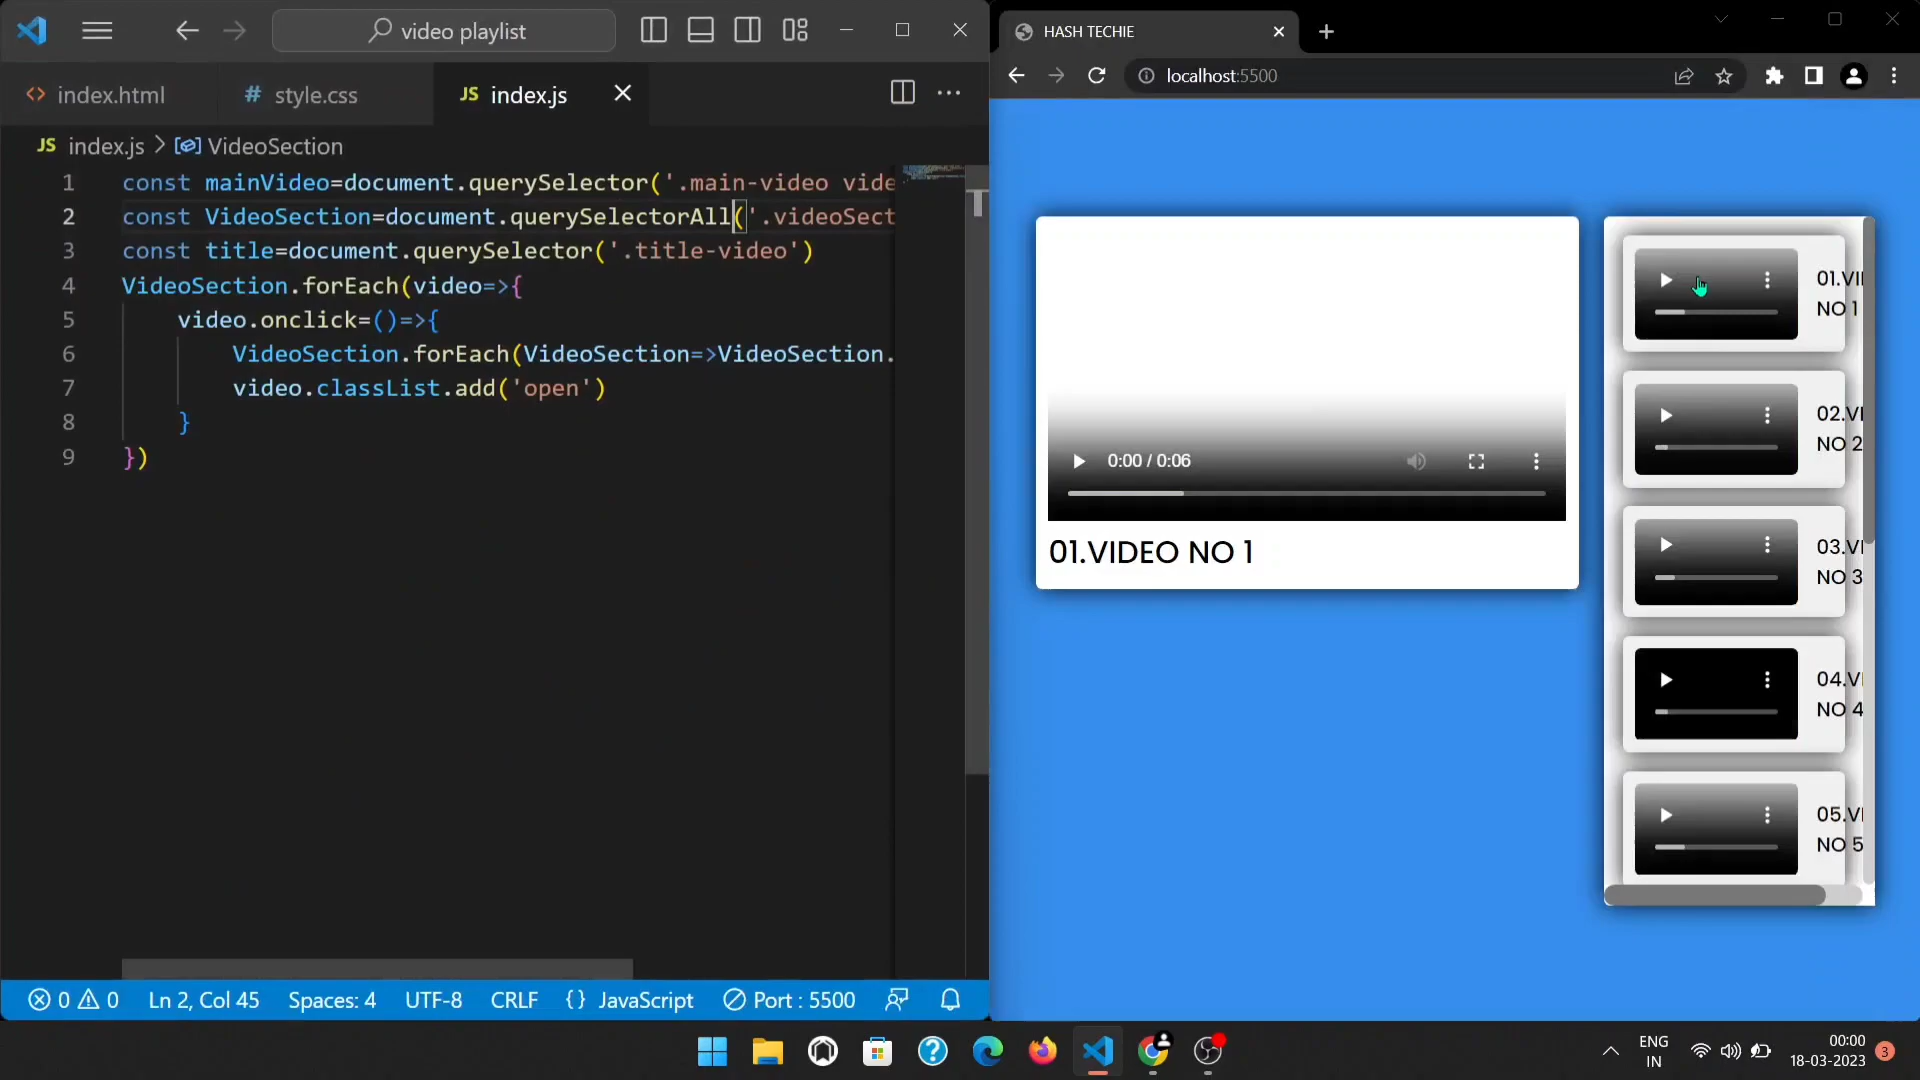 video playlist
index.html
# style.css
JS index.js
JS index.js > VideoSection
1 const mainVideo=document.querySelector('.main-video vide
2 const VideoSection=document.querySelectorAll('.videoSect
3 const title=document.querySelector('.title-video')
4 VideoSection.forEach(video=>{
5 video.onclick=()=>{
6 VideoSection.forEach(VideoSection=>VideoSection.
7 video.classList.add('open')
8 }
9 })
0 0 Ln 2, Col 45 Spaces: 4 UTF-8 CRLF {} JavaScript Port : 5500
HASH TECHIE
localhost:5500
0:00 / 0:06
01.VIDEO NO 1
01.VI
NO 1
02.VI
NO 2
03.VI
NO 3
04.VI
NO 4
05.VI
NO 5
ENG
IN
00:00
18-03-2023
3